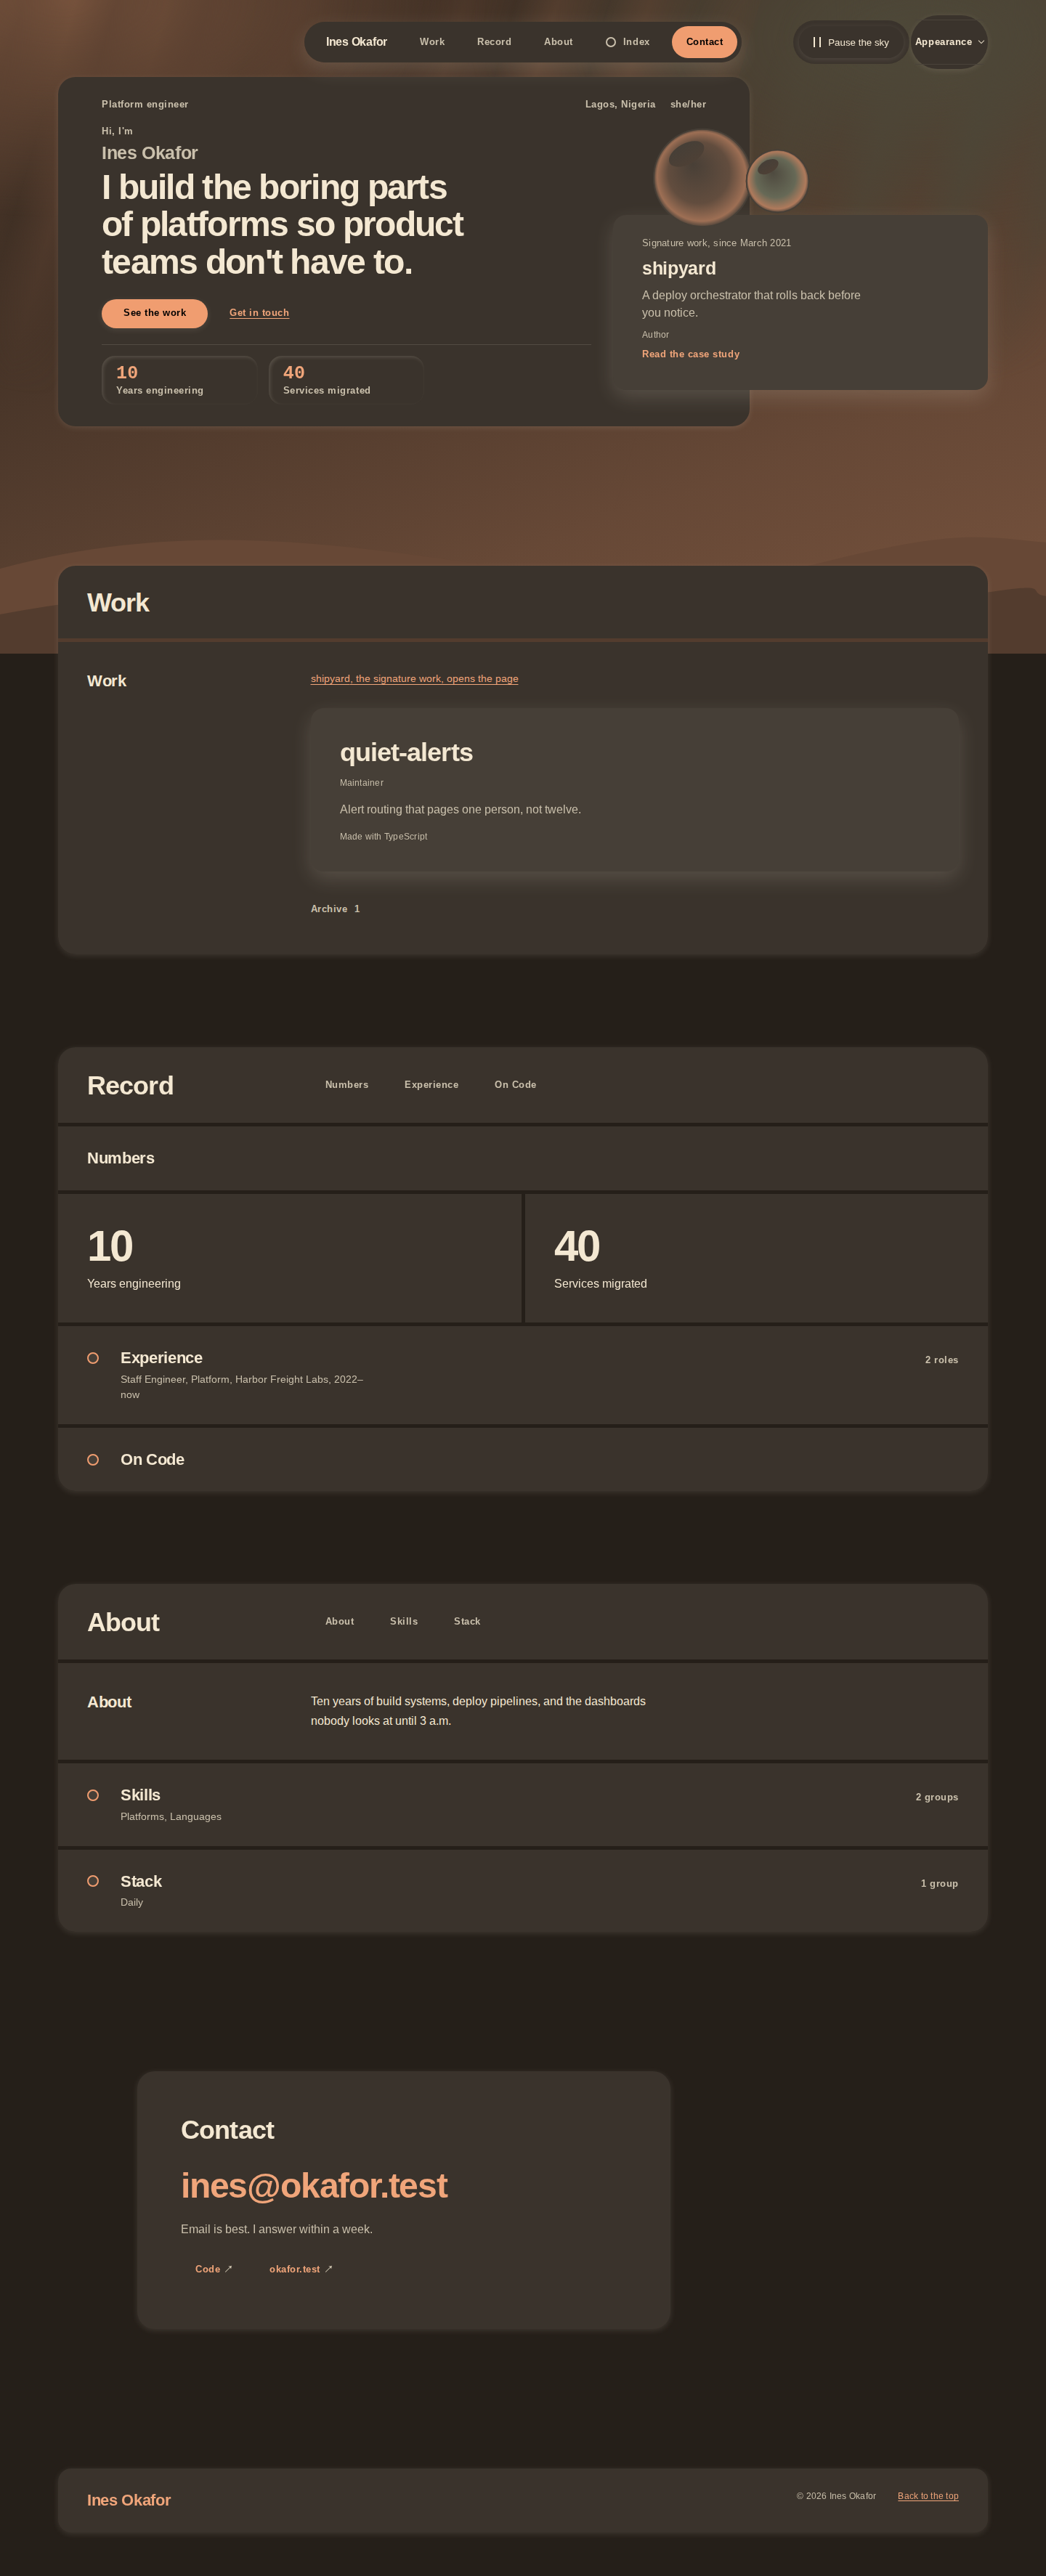 Ines Okafor
Work
Record
About
Index
Contact
Pause the sky
Appearance
Platform engineer
Lagos, Nigeria
she/her
Hi, I'm
Ines Okafor
I build the boring parts
of platforms so product
teams don't have to.
See the work
Get in touch
10
Years engineering
40
Services migrated
Signature work, since March 2021
shipyard
A deploy orchestrator that rolls back before
you notice.
Author
Read the case study
Work
Work
shipyard, the signature work, opens the page
quiet-alerts
Maintainer
Alert routing that pages one person, not twelve.
Made with TypeScript
Archive 1
Record
Numbers
Experience
On Code
Numbers
10
Years engineering
40
Services migrated
Experience
2 roles
Staff Engineer, Platform, Harbor Freight Labs, 2022–
now
On Code
About
About
Skills
Stack
About
Ten years of build systems, deploy pipelines, and the dashboards
nobody looks at until 3 a.m.
Skills
2 groups
Platforms, Languages
Stack
1 group
Daily
Contact
ines@okafor.test
Email is best. I answer within a week.
Code ↗
okafor.test ↗
Ines Okafor
© 2026 Ines Okafor
Back to the top